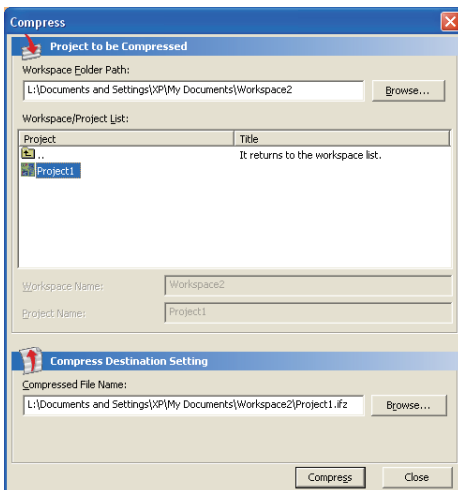 Compress
Project to be Compressed
Workspace Folder Path:
L:\Documents and Settings\XP\My Documents\Workspace2
Browse...
Workspace/Project List:
Project Title
.. It returns to the workspace list.
Project1
Workspace Name: Workspace2
Project Name: Project1
Compress Destination Setting
Compressed File Name:
L:\Documents and Settings\XP\My Documents\Workspace2\Project1.ifz
Browse...
Compress Close